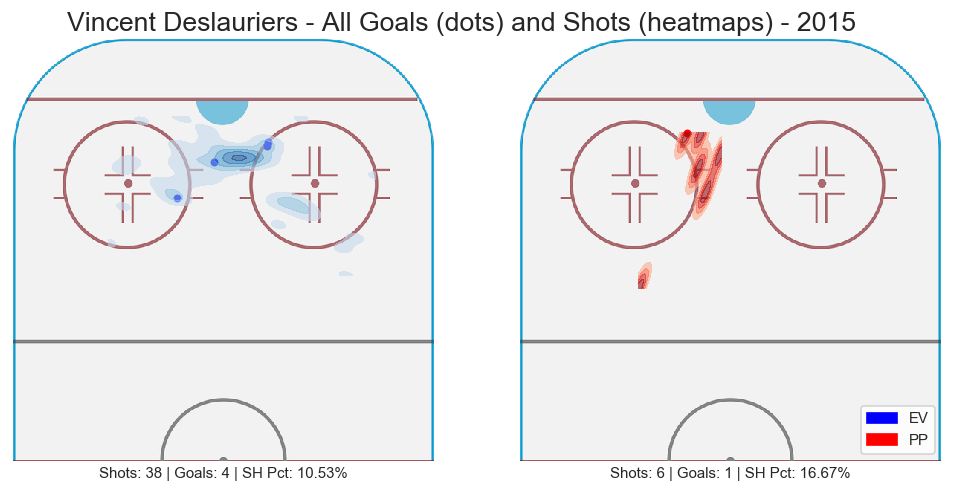 Vincent Deslauriers - All Goals (dots) and Shots (heatmaps) - 2015
EV
PP
Shots: 38 | Goals: 4 | SH Pct: 10.53%
Shots: 6 | Goals: 1 | SH Pct: 16.67%